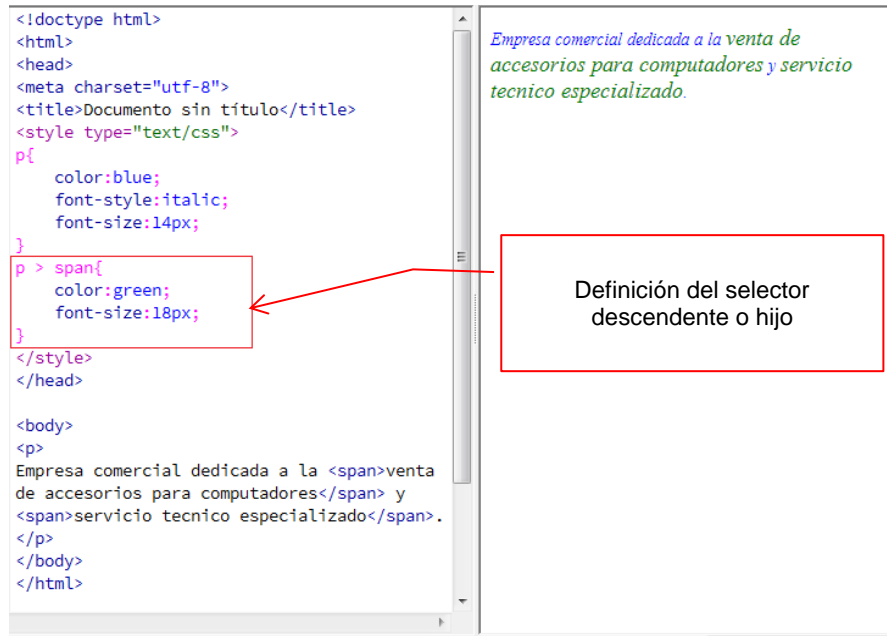 <!doctype html>
<html>
<head>
<meta charset="utf-8">
<title>Documento sin título</title>
<style type="text/css">
p{
    color:blue;
    font-style:italic;
    font-size:14px;
}
p > span{
    color:green;
    font-size:18px;
}
</style>
</head>

<body>
<p>
Empresa comercial dedicada a la <span>venta
de accesorios para computadores</span> y
<span>servicio tecnico especializado</span>.
</p>
</body>
</html>
Empresa comercial dedicada a la venta de
accesorios para computadores y servicio
tecnico especializado.
Definición del selector
descendente o hijo